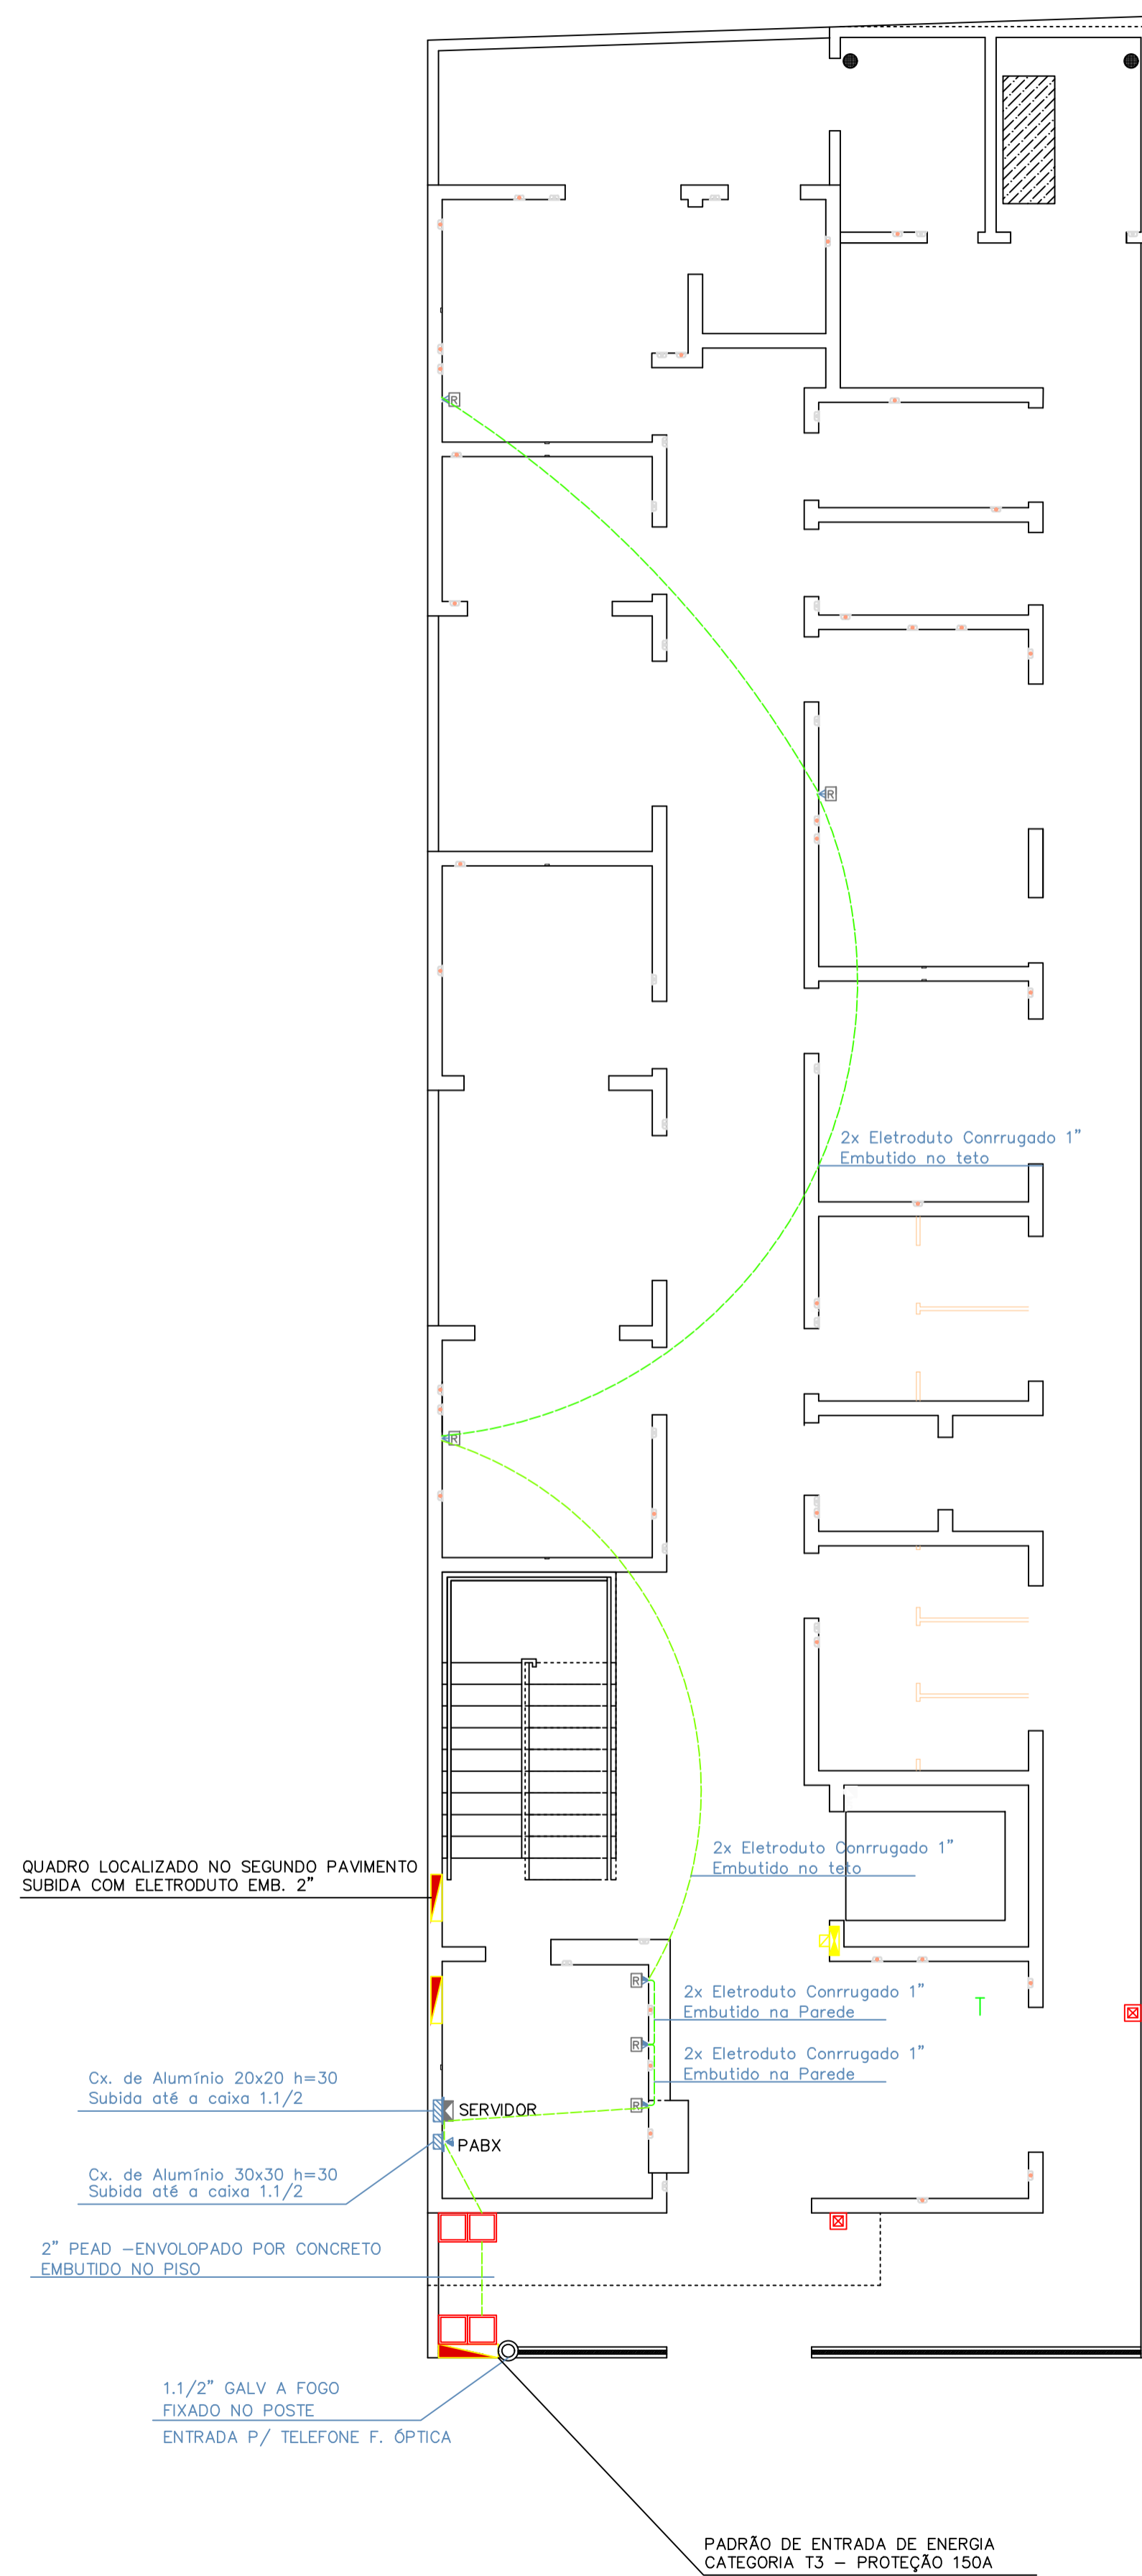 R
R
2x Eletroduto Conrrugado 1”
Embutido no teto
R
2x Eletroduto Conrrugado 1”
Embutido no teto
QUADRO LOCALIZADO NO SEGUNDO PAVIMENTO
SUBIDA COM ELETRODUTO EMB. 2”
R
2x Eletroduto Conrrugado 1”
Embutido na Parede
T
R
2x Eletroduto Conrrugado 1”
Embutido na Parede
Cx. de Alumínio 20x20 h=30
Subida até a caixa 1.1/2
SERVIDOR
R
PABX
Cx. de Alumínio 30x30 h=30
Subida até a caixa 1.1/2
2” PEAD –ENVOLOPADO POR CONCRETO
EMBUTIDO NO PISO
1.1/2” GALV A FOGO
FIXADO NO POSTE
ENTRADA P/ TELEFONE F. ÓPTICA
PADRÃO DE ENTRADA DE ENERGIA
CATEGORIA T3 – PROTEÇÃO 150A